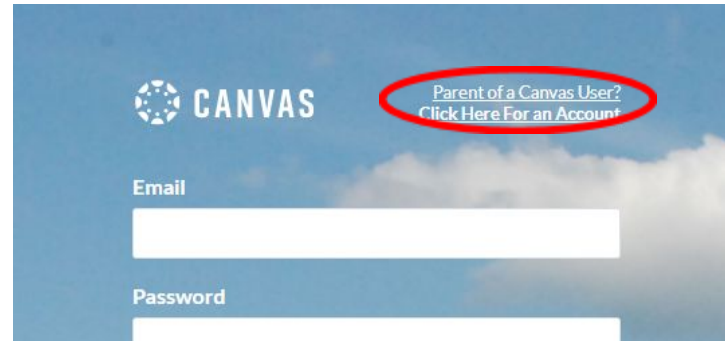 CANVAS
Parent of a Canvas User?
Click Here For an Account
Email
Password